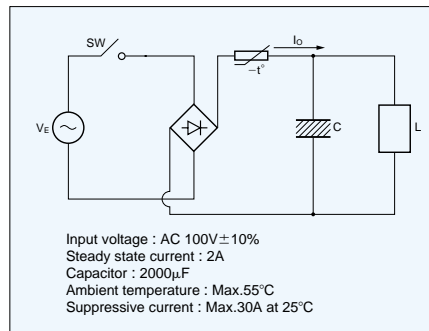 SW
Io
−t°
VE
C
L
Input voltage : AC 100V±10%
Steady state current : 2A
Capacitor : 2000µF
Ambient temperature : Max.55°C
Suppressive current : Max.30A at 25°C